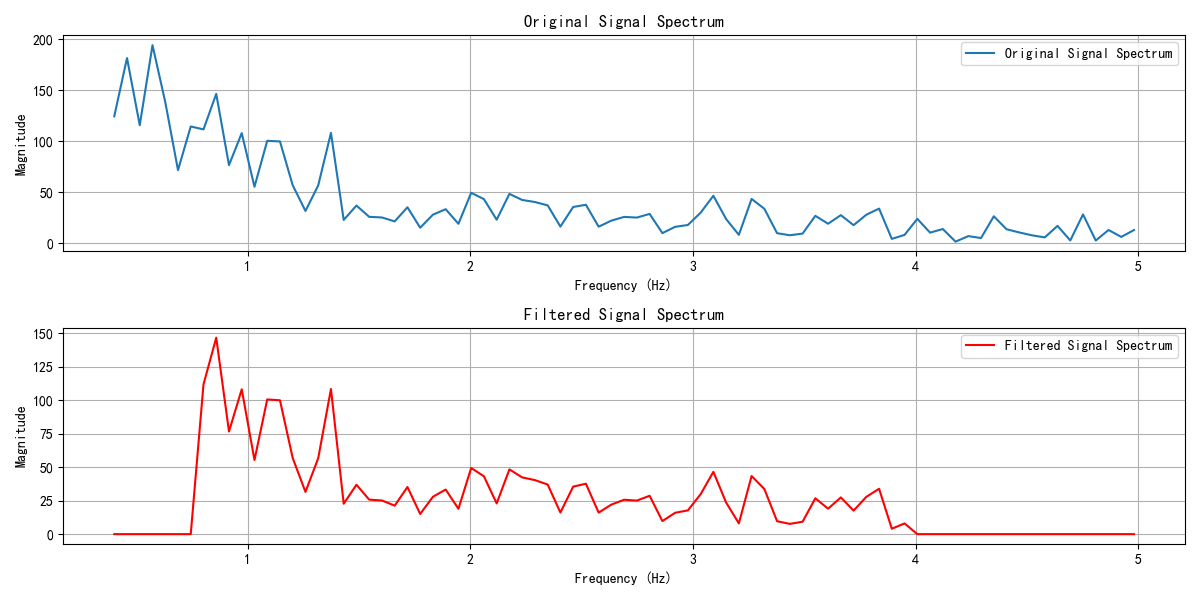 Original Signal Spectrum
200
150
100
50
0
Magnitude
Original Signal Spectrum
1
2
3
4
5
Frequency (Hz)
Filtered Signal Spectrum
150
125
100
75
50
25
0
Magnitude
Filtered Signal Spectrum
1
2
3
4
5
Frequency (Hz)